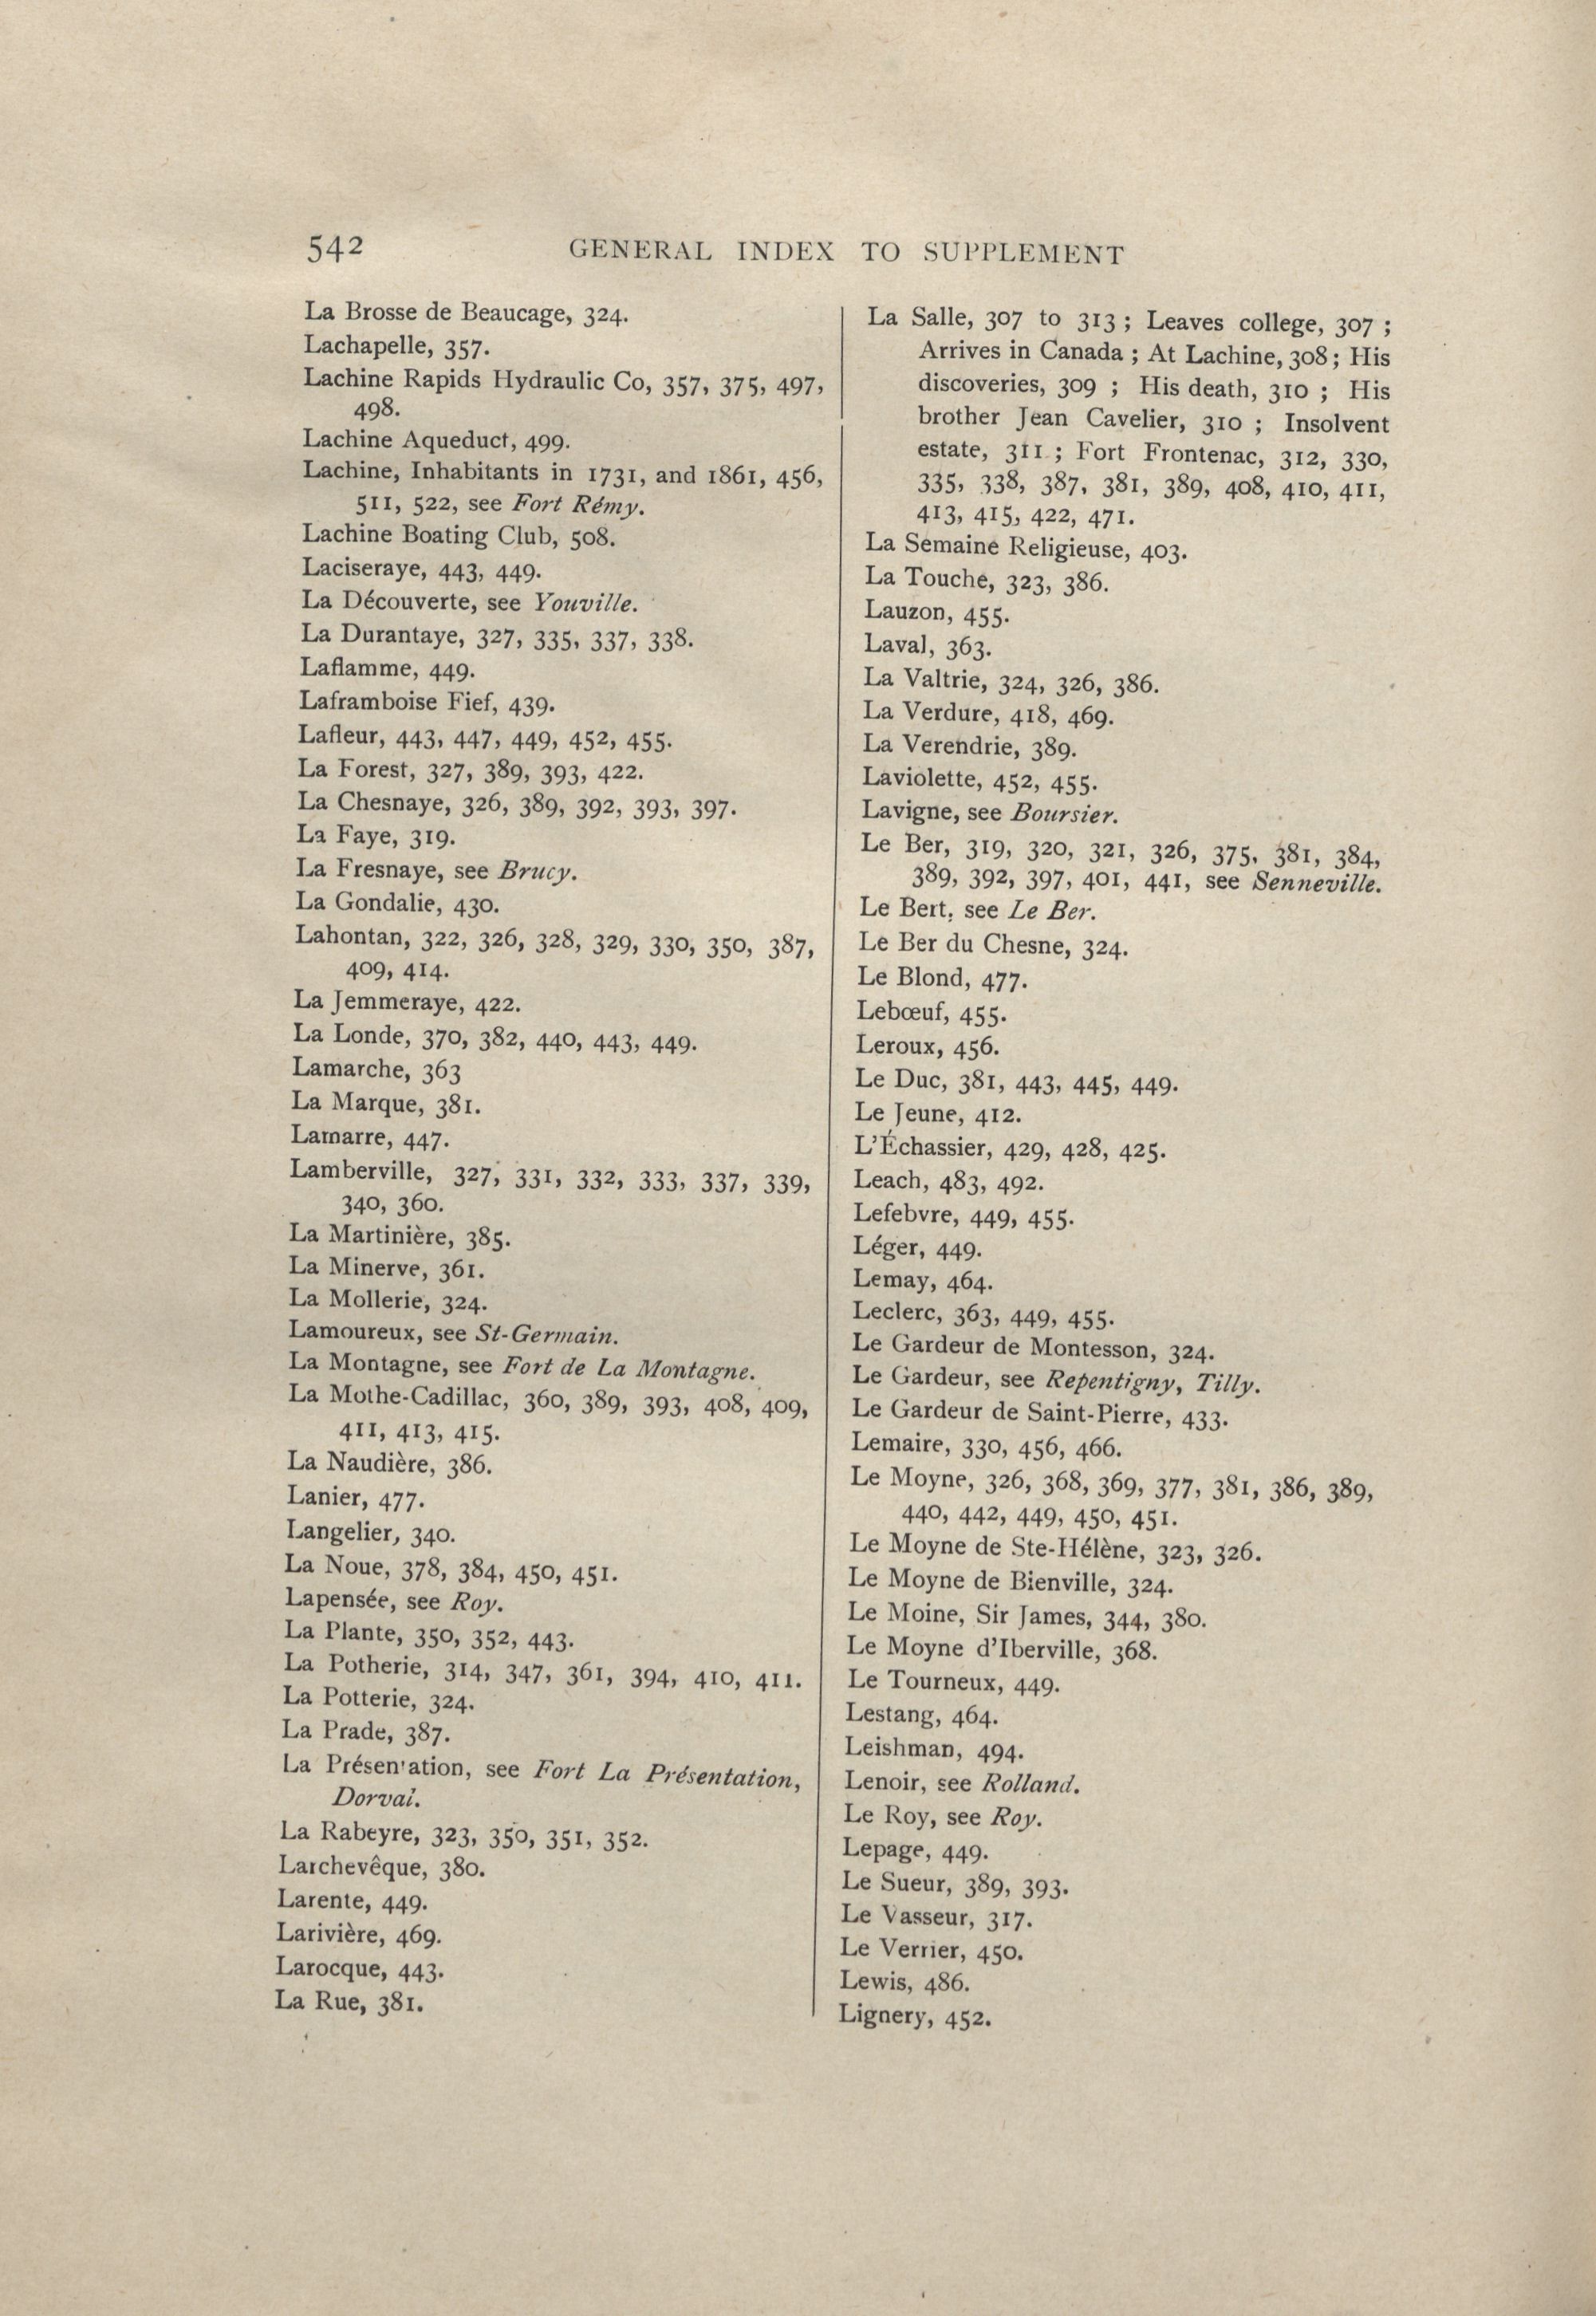 542 GENERAL INDEX TO SUPPLEMENT
La Brosse de Beaucage, 324.
Lachapelle, 357.
Lachine Rapids Hydraulic Co, 357, 375, 497,
498.
Lachine Aqueduct, 499.
Lachine, Inhabitants in 1731, and 1861, 456,
511, 522, see Fort Rémy.
Lachine Boating Club, 508.
Laciseraye, 443, 449.
La Découverte, see Youville.
La Durantaye, 327, 335, 337, 338.
Laflamme, 449.
Laframboise Fief, 439.
Lafleur, 443, 447, 449, 452, 455.
La Forest, 327, 389, 393, 422.
La Chesnaye, 326, 389, 392, 393, 397.
La Faye, 319.
La Fresnaye, see Brucy.
La Gondalie, 430.
Lahontan, 322, 326, 328, 329, 330, 350, 387,
409, 414.
La Jemmeraye, 422.
La Londe, 370, 382, 440, 443, 449.
Lamarche, 363
La Marque, 381.
Lamarre, 447.
Lamberville, 327, 331, 332, 333, 337, 339,
340, 360.
La Martinière, 385.
La Minerve, 361.
La Mollerie, 324.
Lamoureux, see St-Germain.
La Montagne, see Fort de La Montagne.
La Mothe-Cadillac, 360, 389, 393, 408, 409,
411, 413, 415.
La Naudière, 386.
Lanier, 477.
Langelier, 340.
La Noue, 378, 384, 450, 451.
Lapensée, see Roy.
La Plante, 350, 352, 443.
La Potherie, 314, 347, 361, 394, 410, 411.
La Potterie, 324.
La Prade, 387.
La Présen'ation, see Fort La Présentation,
Dorval.
La Rabeyre, 323, 350, 351, 352.
Larchevêque, 380.
Larente, 449.
Larivière, 469.
Larocque, 443.
La Rue, 381.
La Salle, 307 to 313 ; Leaves college, 307 ;
Arrives in Canada ; At Lachine, 308 ; His
discoveries, 309 ; His death, 310 ; His
brother Jean Cavelier, 310 ; Insolvent
estate, 311 ; Fort Frontenac, 312, 330,
335, 338, 387, 381, 389, 408, 410, 411,
413, 415, 422, 471.
La Semaine Religieuse, 403.
La Touche, 323, 386.
Lauzon, 455.
Laval, 363.
La Valtrie, 324, 326, 386.
La Verdure, 418, 469.
La Verendrie, 389.
Laviolette, 452, 455.
Lavigne, see Boursier.
Le Ber, 319, 320, 321, 326, 375, 381, 384,
389, 392, 397, 401, 441, see Senneville.
Le Bert, see Le Ber.
Le Ber du Chesne, 324.
Le Blond, 477.
Lebœuf, 455.
Leroux, 456.
Le Duc, 381, 443, 445, 449.
Le Jeune, 412.
L'Échassier, 429, 428, 425.
Leach, 483, 492.
Lefebvre, 449, 455.
Léger, 449.
Lemay, 464.
Leclerc, 363, 449, 455.
Le Gardeur de Montesson, 324.
Le Gardeur, see Repentigny, Tilly.
Le Gardeur de Saint-Pierre, 433.
Lemaire, 330, 456, 466.
Le Moyne, 326, 368, 369, 377, 381, 386, 389,
440, 442, 449, 450, 451.
Le Moyne de Ste-Hélène, 323, 326.
Le Moyne de Bienville, 324.
Le Moine, Sir James, 344, 380.
Le Moyne d'Iberville, 368.
Le Tourneux, 449.
Lestang, 464.
Leishman, 494.
Lenoir, see Rolland.
Le Roy, see Roy.
Lepage, 449.
Le Sueur, 389, 393.
Le Vasseur, 317.
Le Verrier, 450.
Lewis, 486.
Lignery, 452.